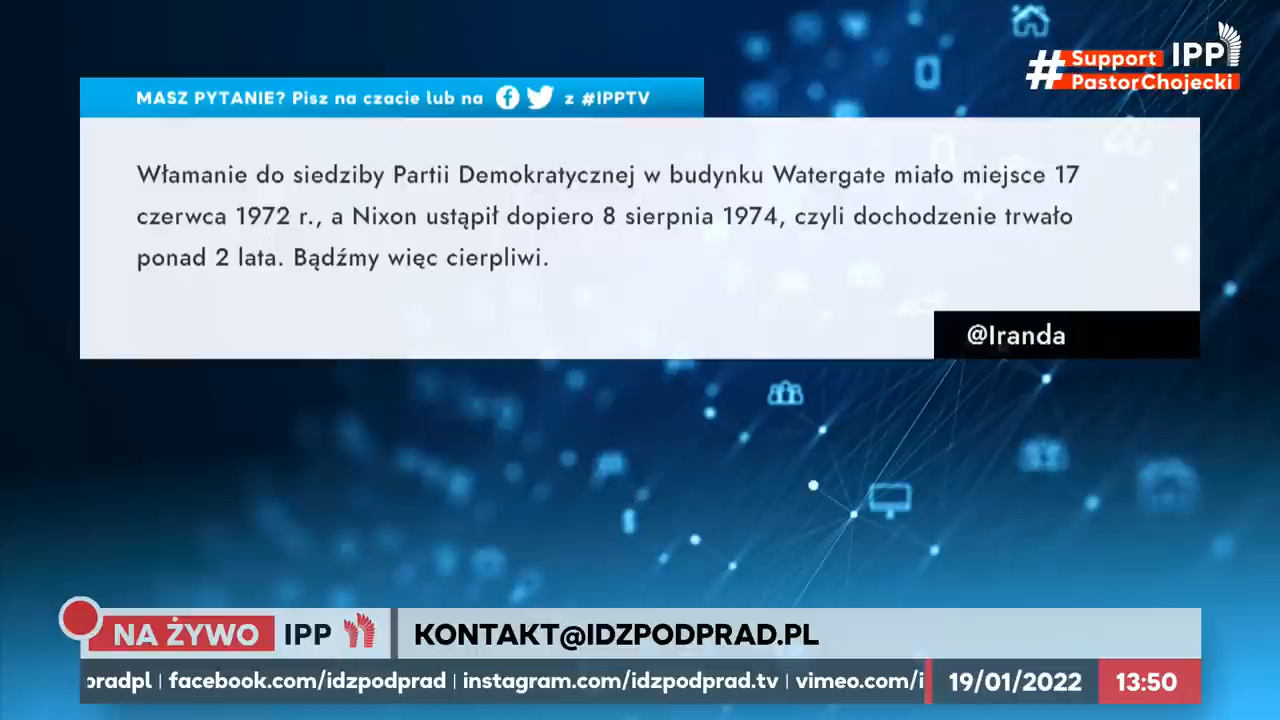 #Support IPP
PastorChojecki
MASZ PYTANIE? Pisz na czacie lub na z #IPPTV
Włamanie do siedziby Partii Demokratycznej w budynku Watergate miało miejsce 17
czerwca 1972 r., a Nixon ustąpił dopiero 8 sierpnia 1974, czyli dochodzenie trwało
ponad 2 lata. Bądźmy więc cierpliwi.
@Iranda
NA ŻYWO IPP KONTAKT@IDZPODPRAD.PL
pradpl | facebook.com/idzpodprad | instagram.com/idzpodprad.tv | vimeo.com/i 19/01/2022 13:50